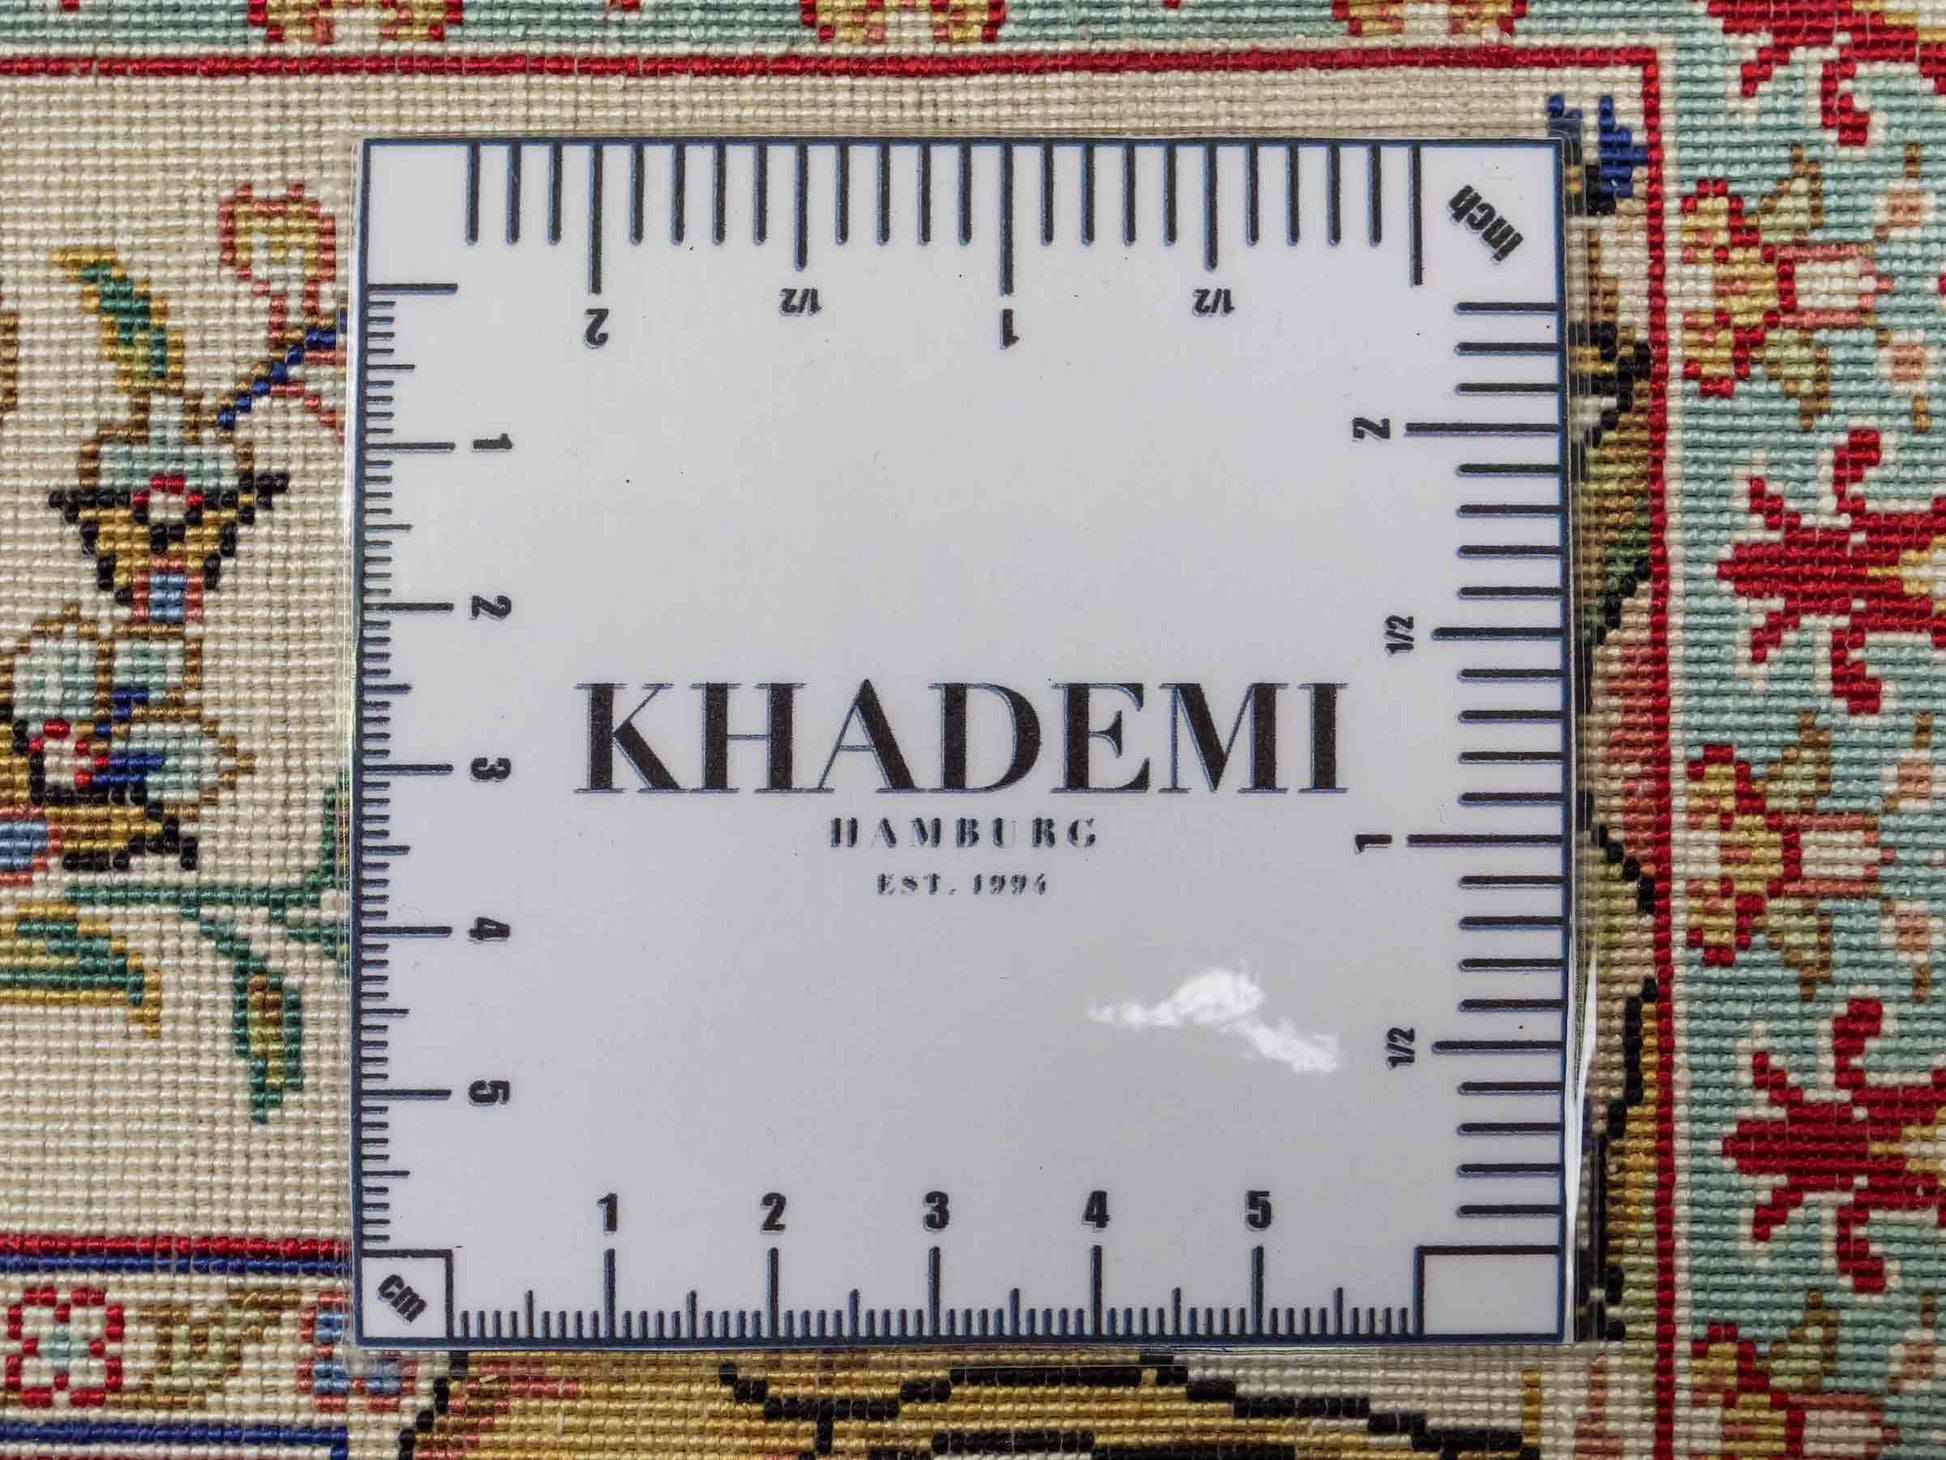 inch
2 1/2 1 1/2
2
1/2
1
1/2
1
2
3
4
5
KHADEMI
HAMBURG
EST. 1994
1 2 3 4 5
cm